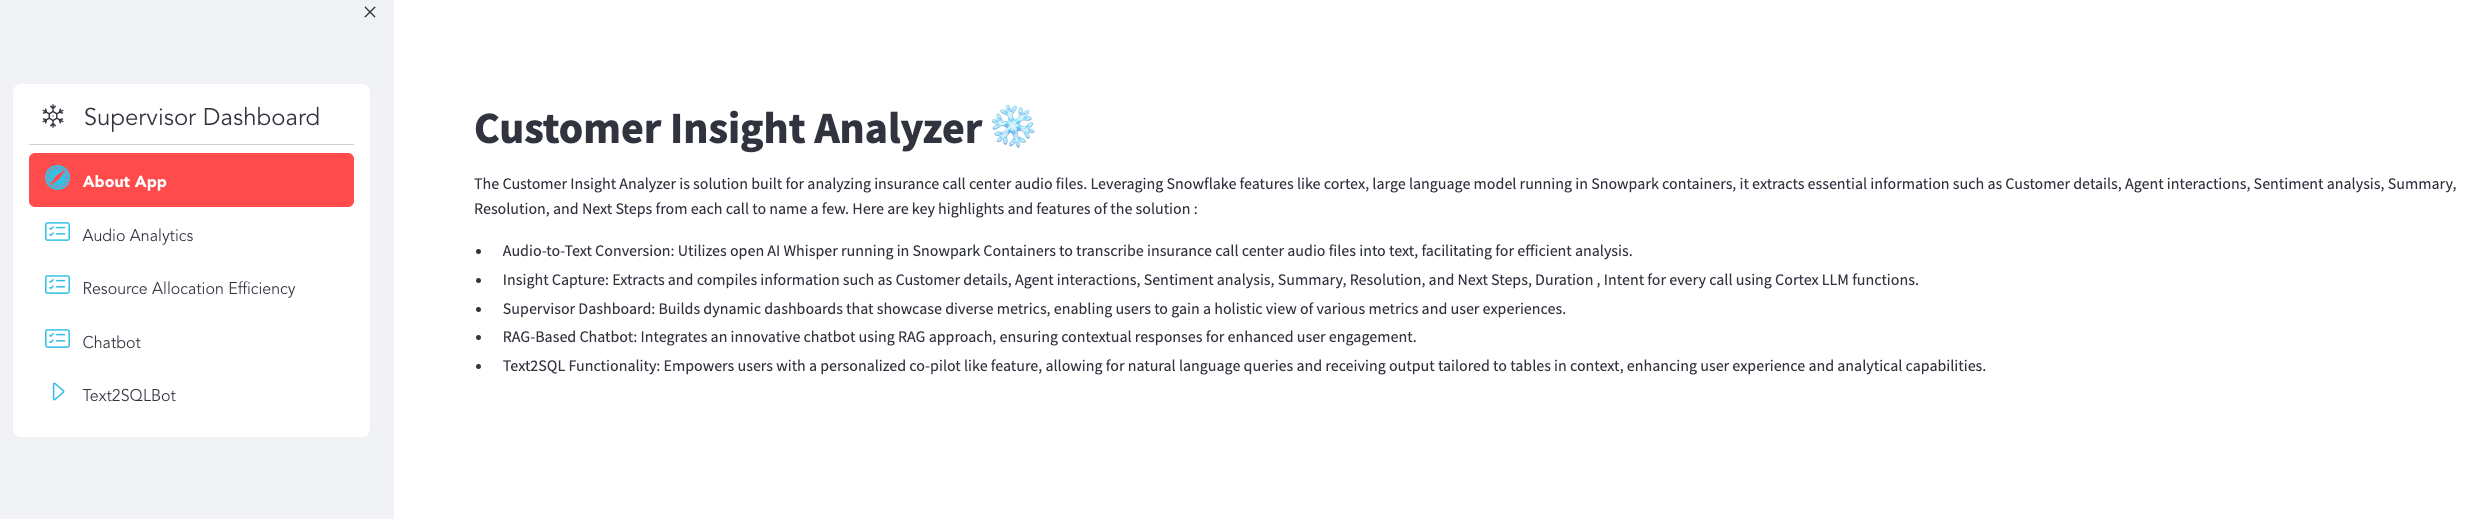 Supervisor Dashboard
About App
Audio Analytics
Resource Allocation Efficiency
Chatbot
Text2SQLBot
Customer Insight Analyzer
The Customer Insight Analyzer is solution built for analyzing insurance call center audio files. Leveraging Snowflake features like cortex, large language model running in Snowpark containers, it extracts essential information such as Customer details, Agent interactions, Sentiment analysis, Summary,
Resolution, and Next Steps from each call to name a few. Here are key highlights and features of the solution :
• Audio-to-Text Conversion: Utilizes open AI Whisper running in Snowpark Containers to transcribe insurance call center audio files into text, facilitating for efficient analysis.
• Insight Capture: Extracts and compiles information such as Customer details, Agent interactions, Sentiment analysis, Summary, Resolution, and Next Steps, Duration , Intent for every call using Cortex LLM functions.
• Supervisor Dashboard: Builds dynamic dashboards that showcase diverse metrics, enabling users to gain a holistic view of various metrics and user experiences.
• RAG-Based Chatbot: Integrates an innovative chatbot using RAG approach, ensuring contextual responses for enhanced user engagement.
• Text2SQL Functionality: Empowers users with a personalized co-pilot like feature, allowing for natural language queries and receiving output tailored to tables in context, enhancing user experience and analytical capabilities.